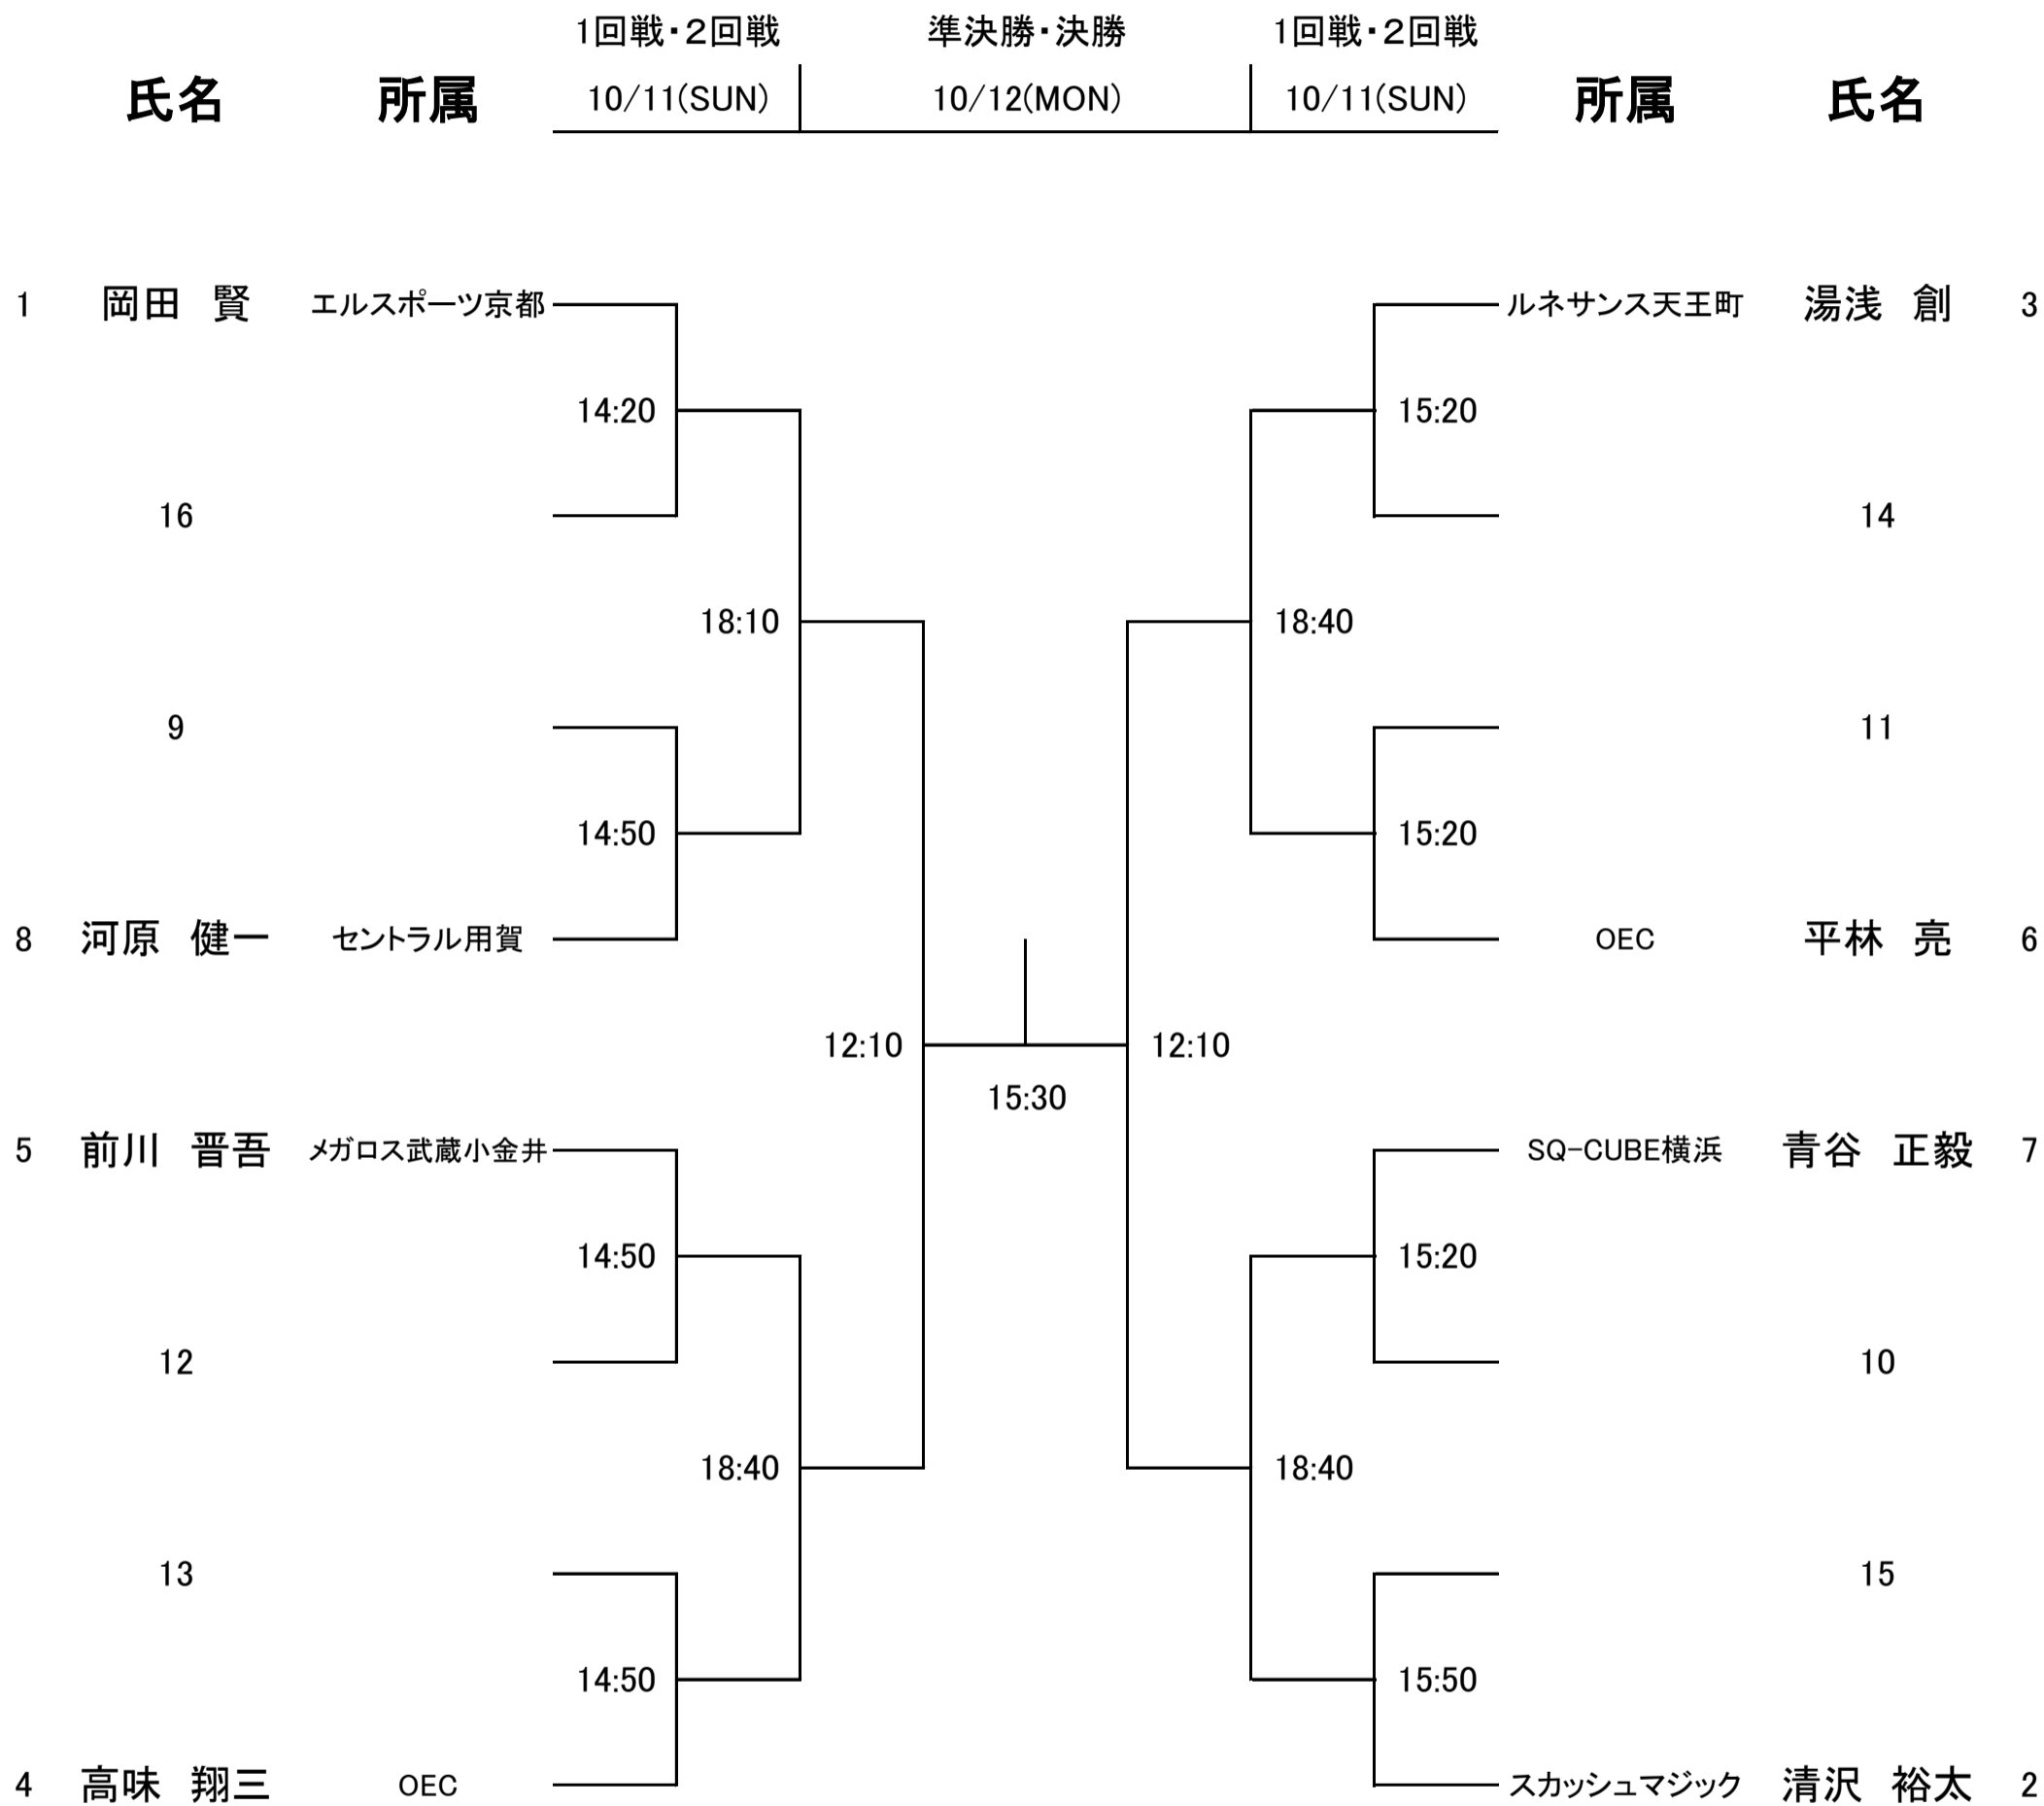 1回戦・2回戦 準決勝・決勝 1回戦・2回戦
氏名 所属 10/11(SUN) 10/12(MON) 10/11(SUN) 所属 氏名
1 岡田 賢 エルスポーツ京都 ルネサンス天王町 湯浅 創 3
14:20 15:20
16 14
18:10 18:40
9 11
14:50 15:20
8 河原 健一 セントラル用賀 OEC 平林 亮 6
12:10 12:10
15:30
5 前川 晋吾 メガロス武蔵小金井 SQ-CUBE横浜 青谷 正毅 7
14:50 15:20
12 10
18:40 18:40
13 15
14:50 15:50
4 高味 翔三 OEC スカッシュマジック 清沢 裕太 2